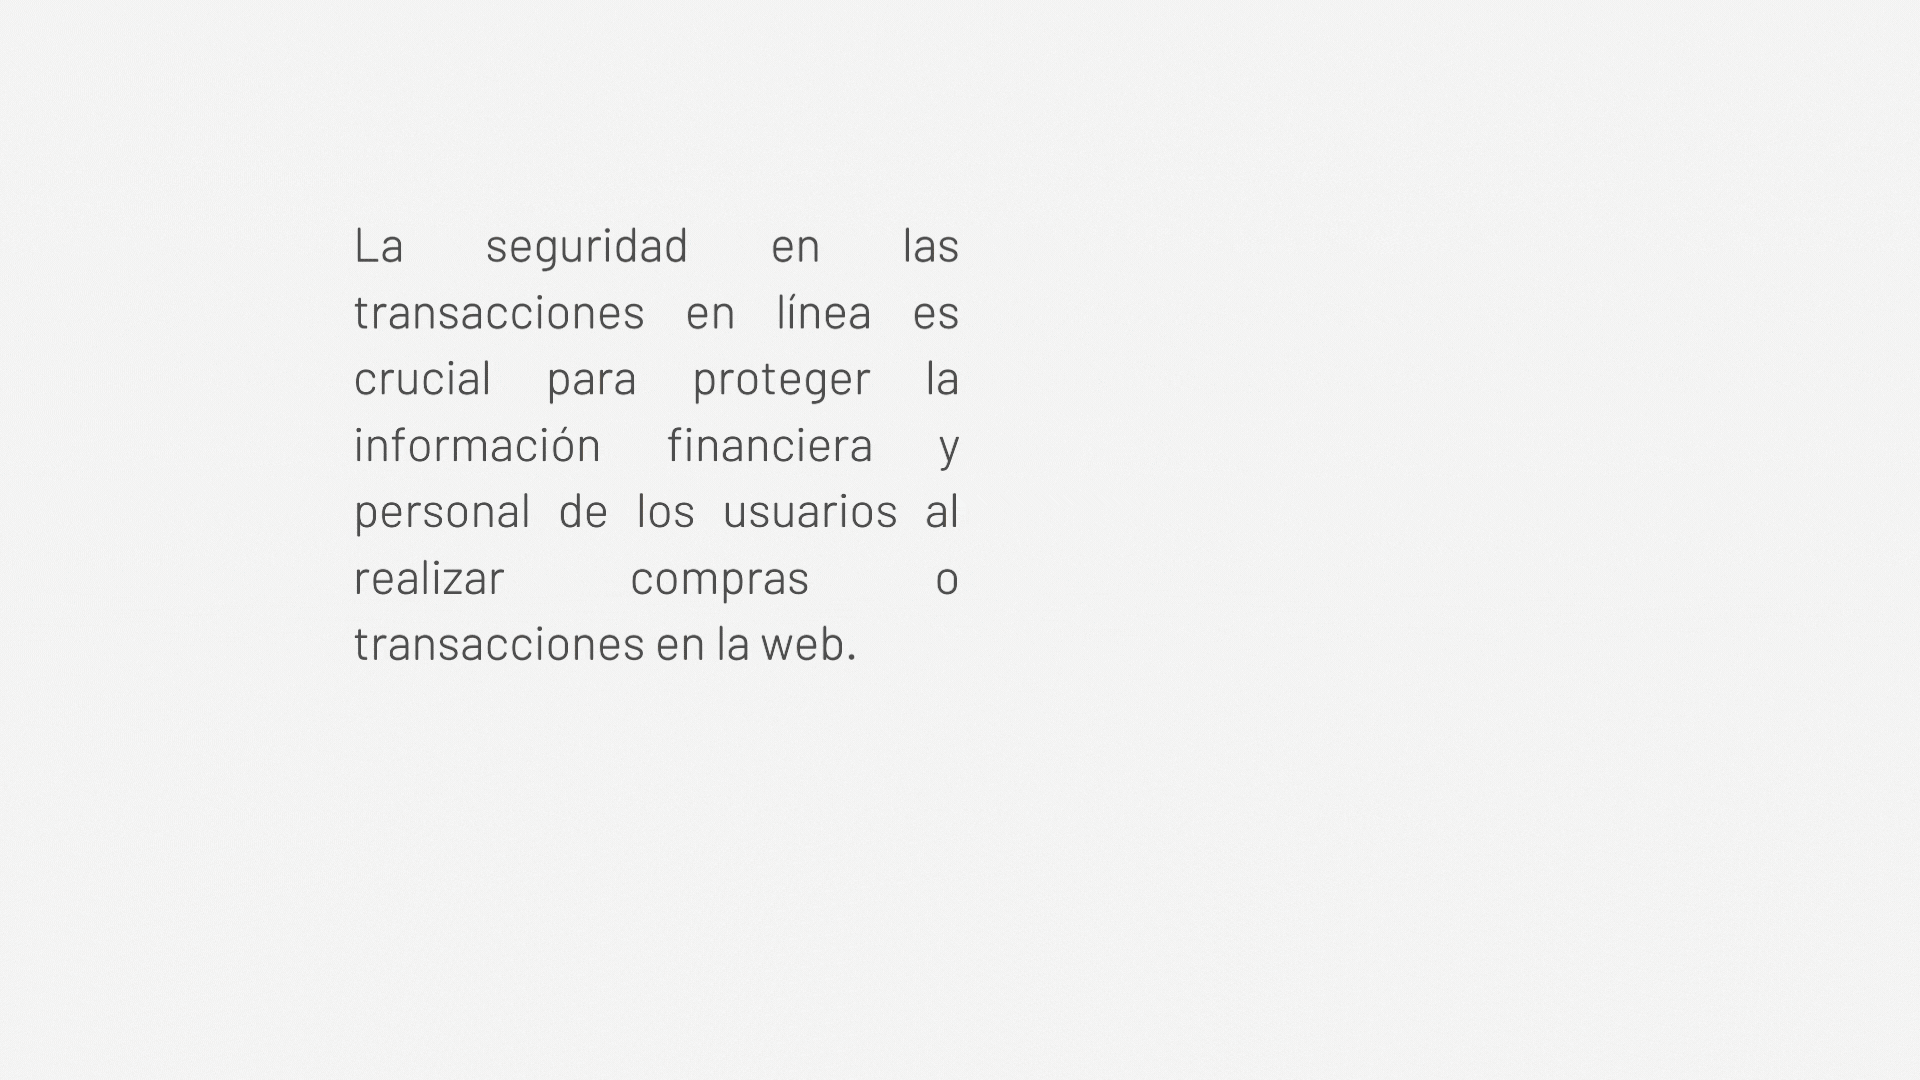 La seguridad en las
transacciones en línea es
crucial para proteger la
información financiera y
personal de los usuarios al
realizar compras o
transacciones en la web.